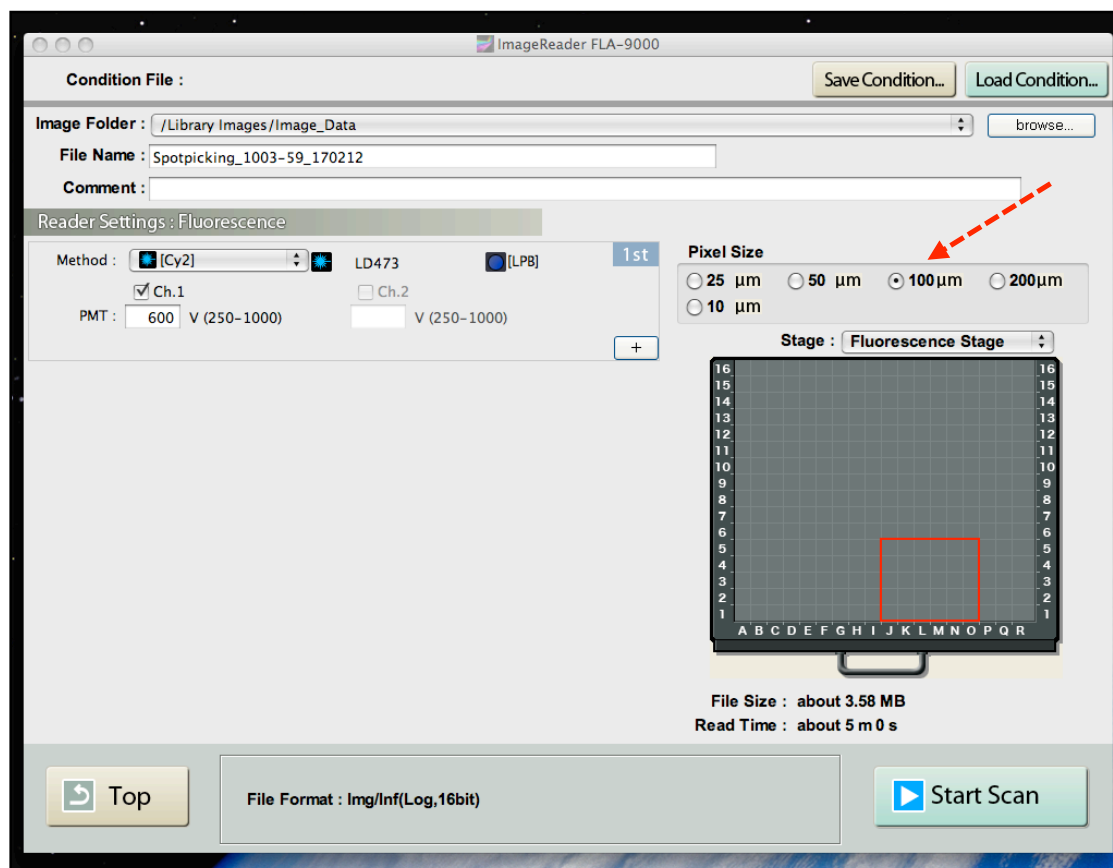 ImageReader FLA-9000
Condition File :
Save Condition...
Load Condition...
Image Folder : /Library Images/Image_Data
browse...
File Name : Spotpicking_1003-59_170212
Comment :
Reader Settings : Fluorescence
Method : [Cy2]
LD473
[LPB]
1st
Ch.1
Ch.2
PMT : 600 V (250-1000)
V (250-1000)
+
Pixel Size
25 µm 50 µm 100µm 200µm
10 µm
Stage : Fluorescence Stage
16 16
15 15
14 14
13 13
12 12
11 11
10 10
9 9
8 8
7 7
6 6
5 5
4 4
3 3
2 2
1 1
A B C D E F G H I J K L M N O P Q R
File Size : about 3.58 MB
Read Time : about 5 m 0 s
Top
File Format : Img/Inf(Log,16bit)
Start Scan